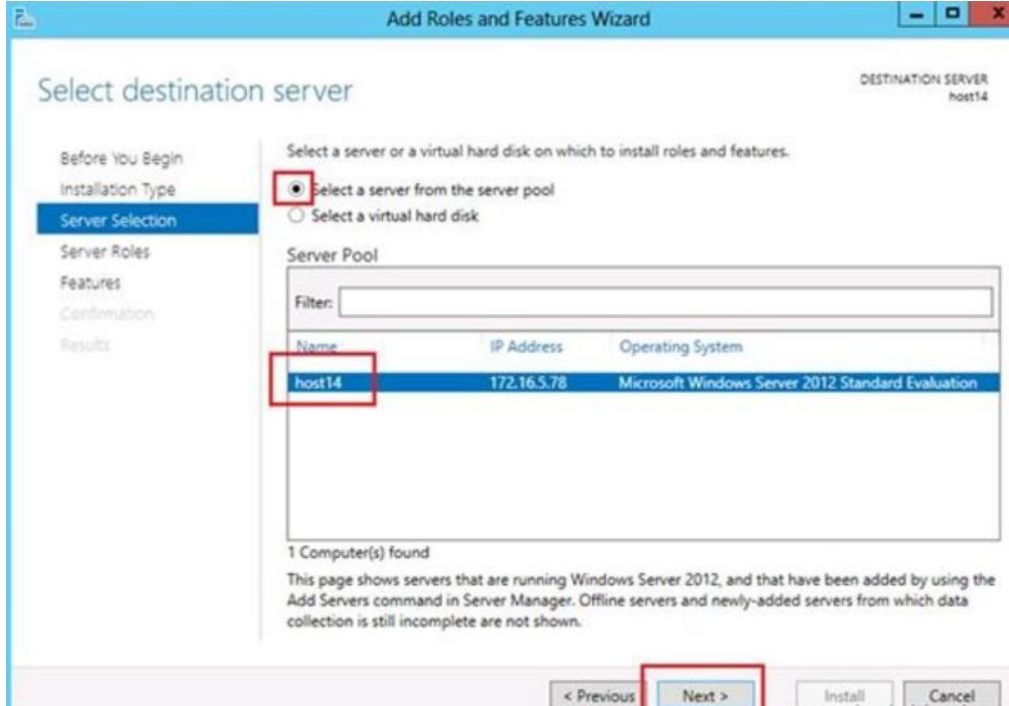 Add Roles and Features Wizard
Select destination server
DESTINATION SERVER
host14
Before You Begin
Installation Type
Server Selection
Server Roles
Features
Confirmation
Results
Select a server or a virtual hard disk on which to install roles and features.
Select a server from the server pool
Select a virtual hard disk
Server Pool
Filter:
Name IP Address Operating System
host14 172.16.5.78 Microsoft Windows Server 2012 Standard Evaluation
1 Computer(s) found
This page shows servers that are running Windows Server 2012, and that have been added by using the
Add Servers command in Server Manager. Offline servers and newly-added servers from which data
collection is still incomplete are not shown.
< Previous Next > Install Cancel